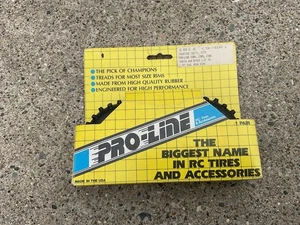 THE PICK OF CHAMPIONS
TREADS FOR MOST SIZE RIMS
MADE FROM HIGH QUALITY RUBBER
ENGINEERED FOR HIGH PERFORMANCE
PRO-LINE
1 PAIR
THE
BIGGEST NAME
IN RC TIRES
AND ACCESSORIES
MADE IN THE USA